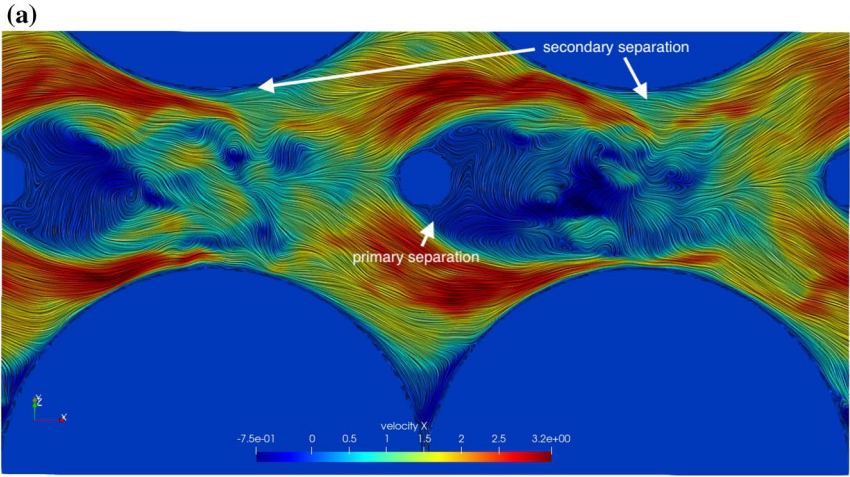 (a)
secondary separation
primary separation
velocity X
-7.5e-01 0 0.5 1 1.5 2 2.5 3.2e+00
X